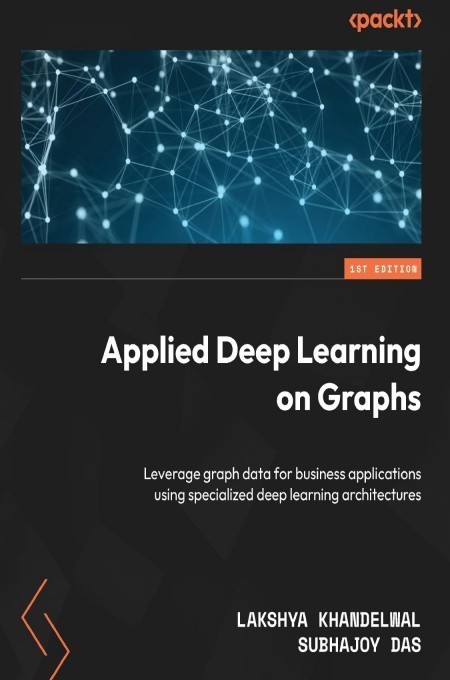 <packt>
1ST EDITION
Applied Deep Learning
on Graphs
Leverage graph data for business applications
using specialized deep learning architectures
LAKSHYA KHANDELWAL
SUBHAJOY DAS